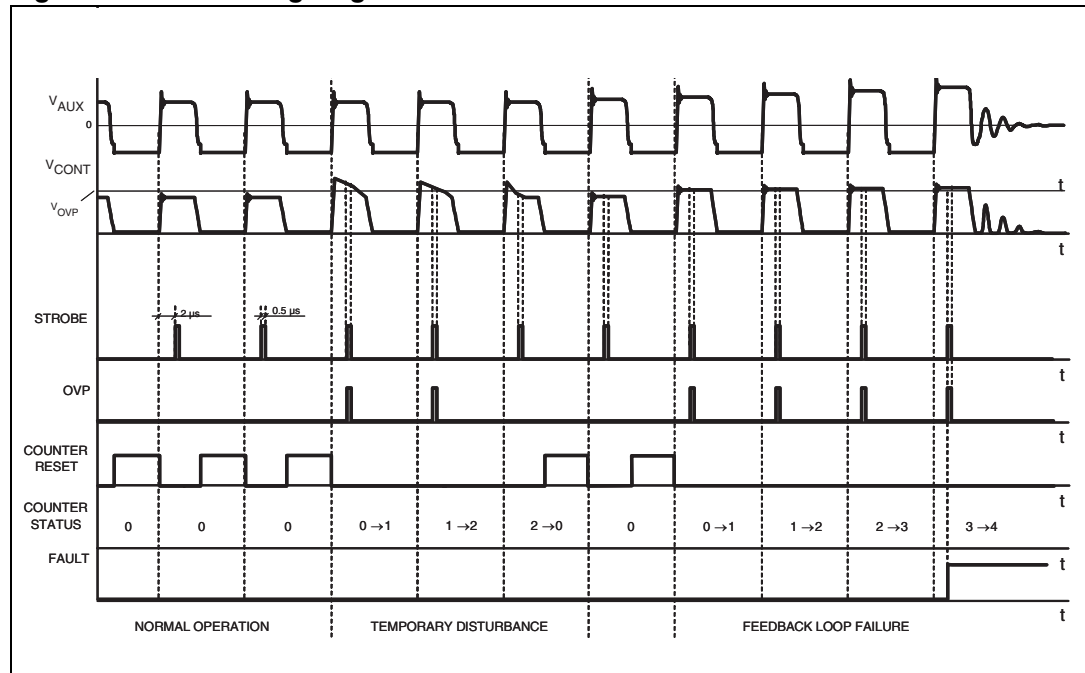 VAUX
0
VCONT
t
VOVP
t
2 µs
0.5 µs
STROBE
t
OVP
t
COUNTER
RESET
t
COUNTER
STATUS
0 0 0 0→1 1→2 2→0 0 0→1 1→2 2→3 3→4
FAULT
t
t
NORMAL OPERATION TEMPORARY DISTURBANCE FEEDBACK LOOP FAILURE